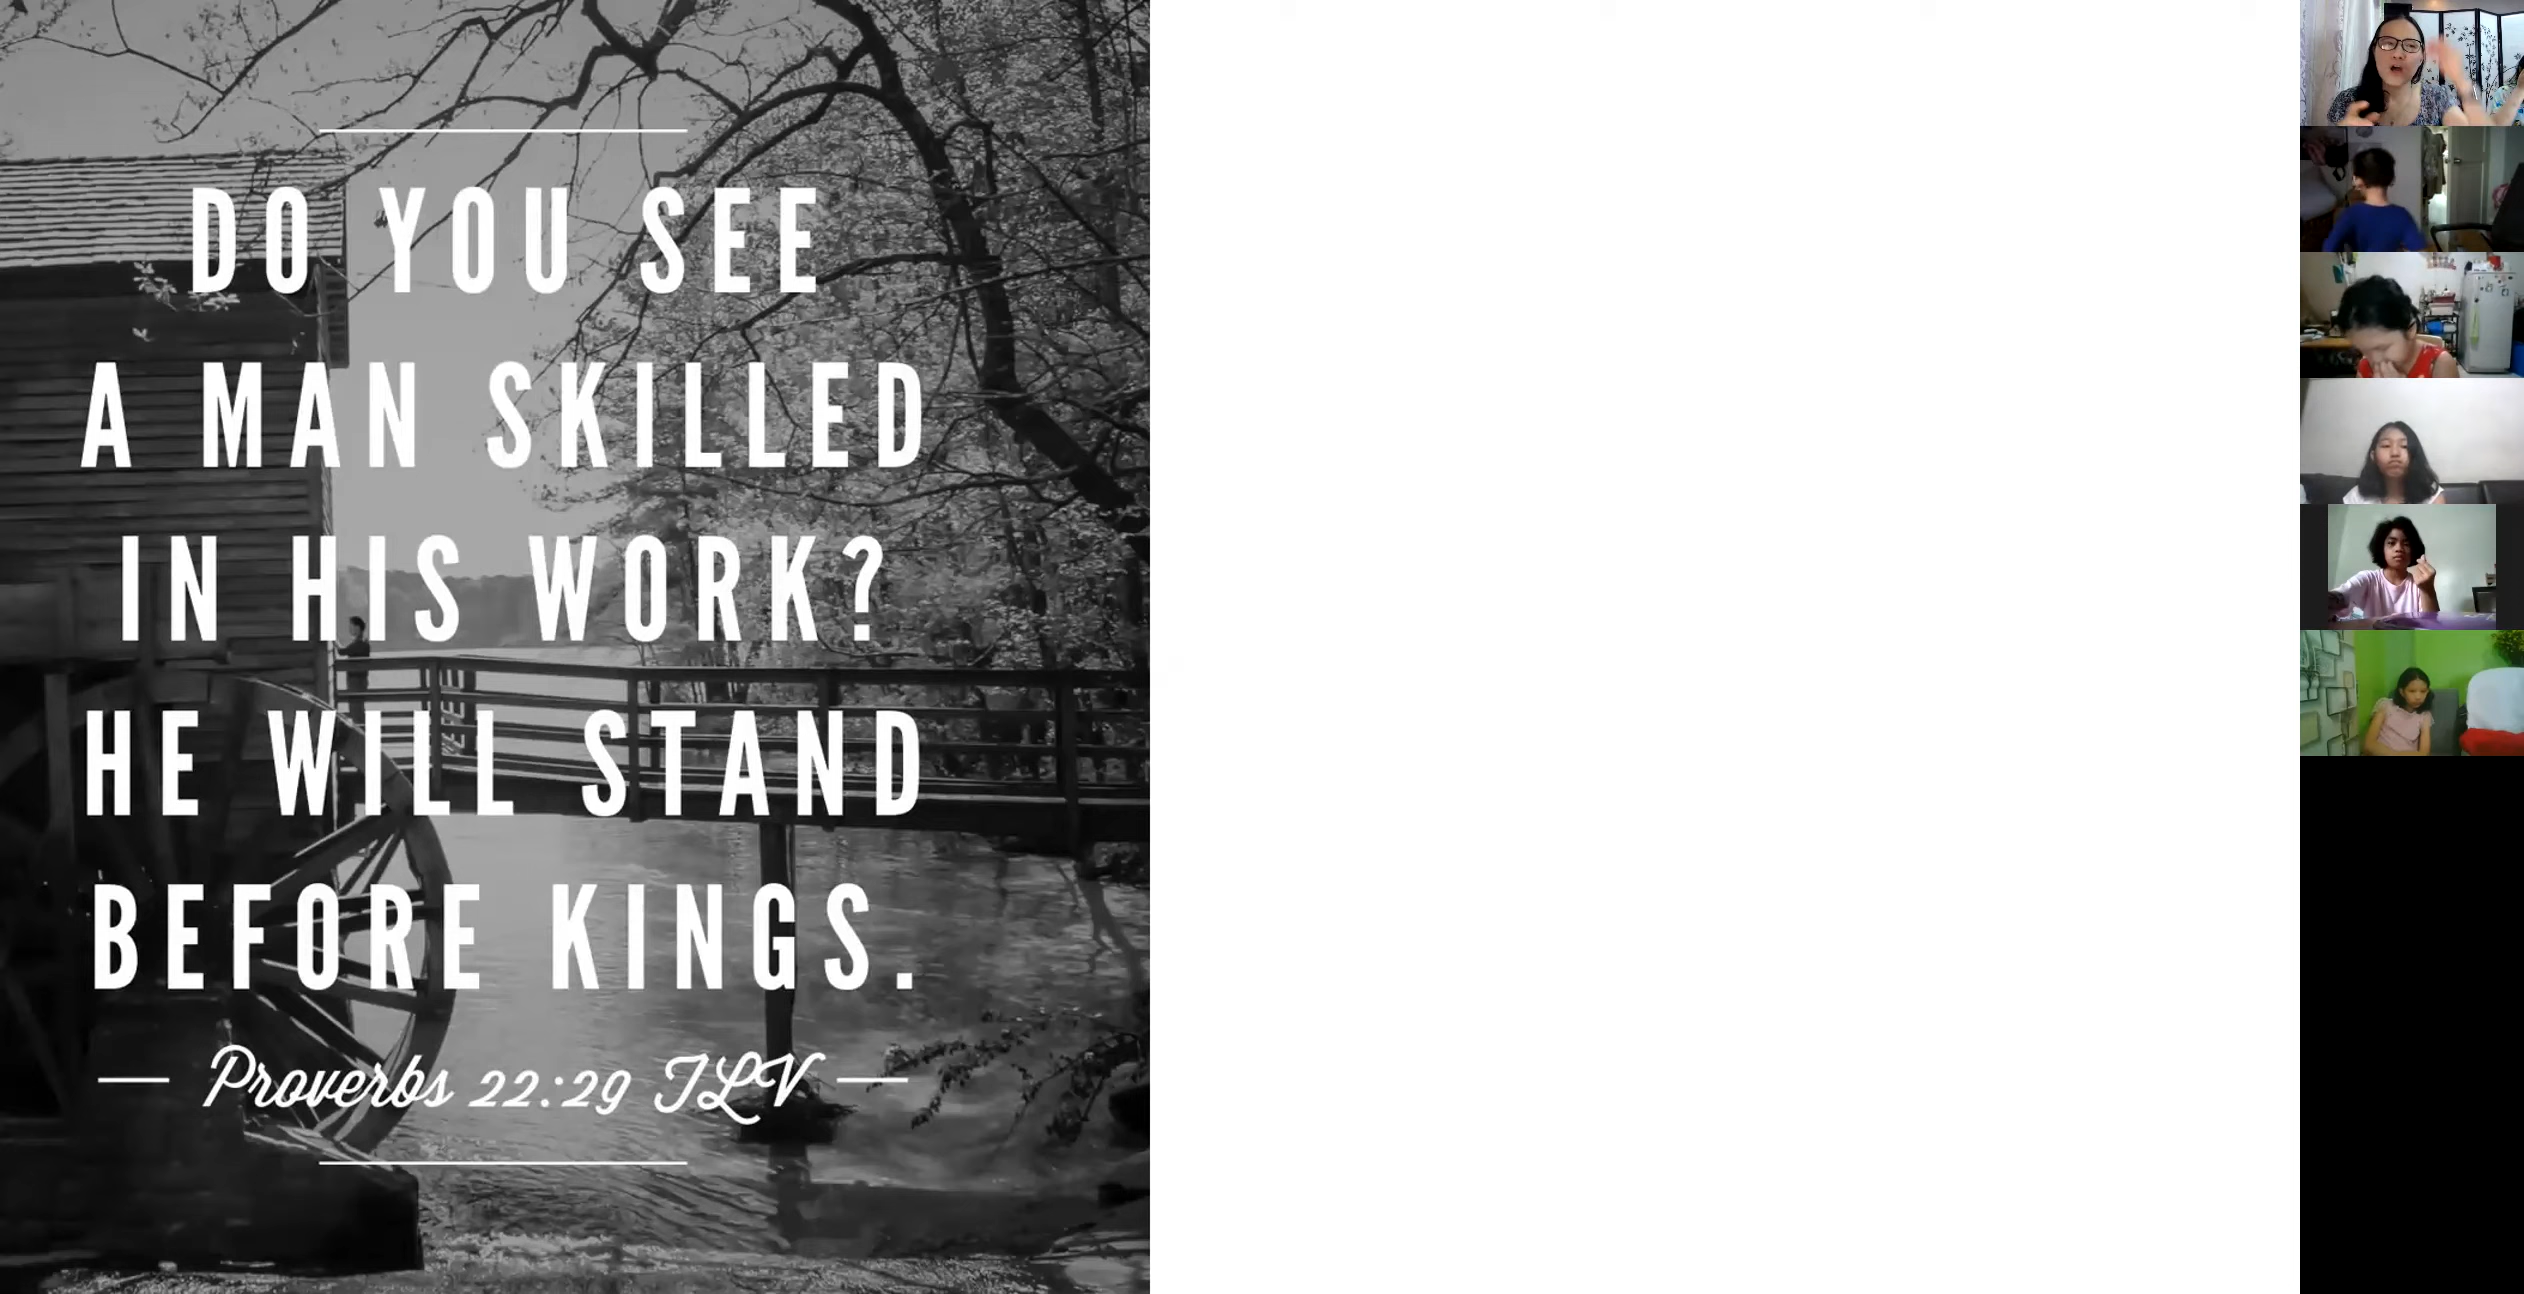 DO YOU SEE
A MAN SKILLED
IN HIS WORK?
HE WILL STAND
BEFORE KINGS.
— Proverbs 22:29 TLV —